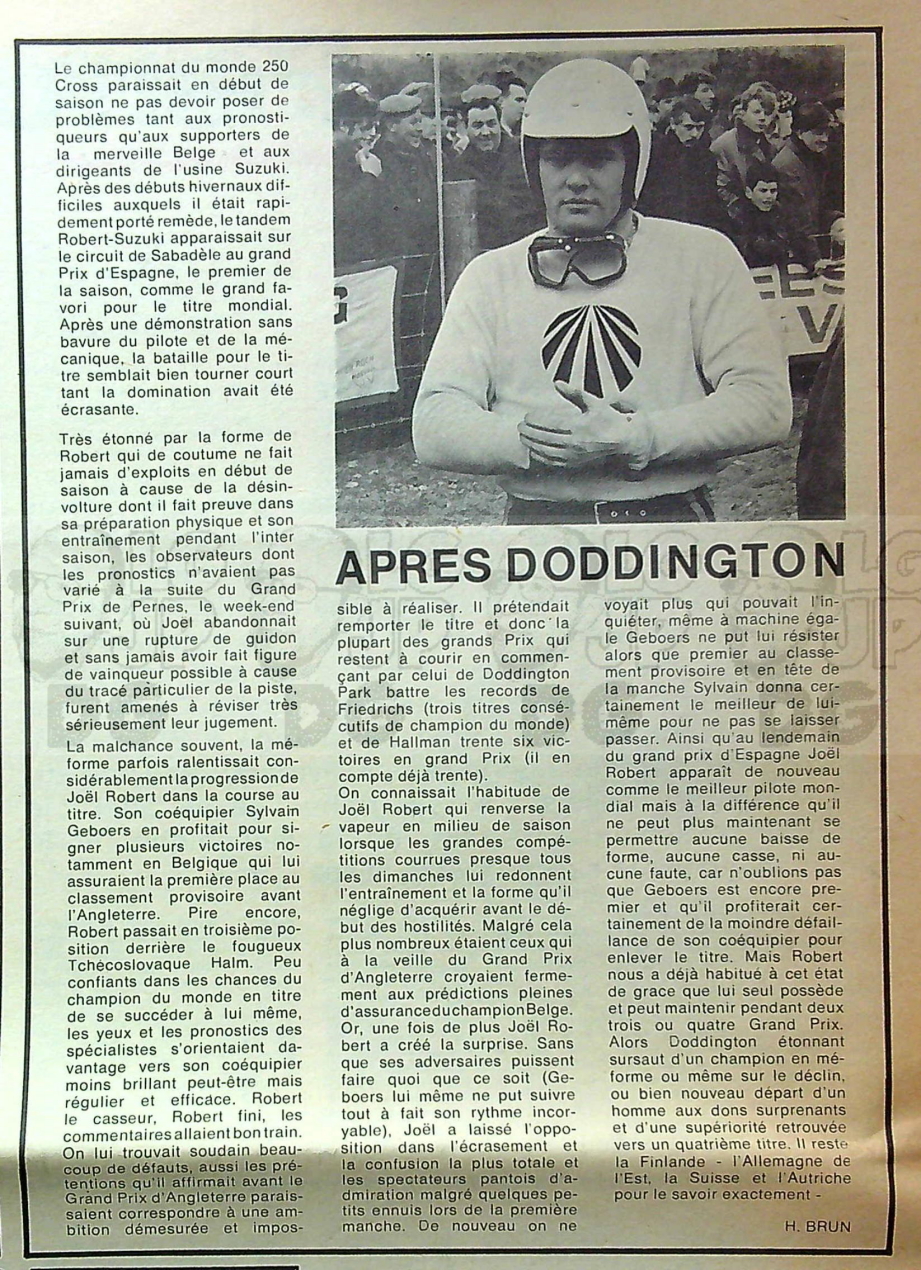 Le championnat du monde 250
Cross paraissait en début de
saison ne pas devoir poser de
problèmes tant aux pronosti-
queurs qu'aux supporters de
la merveille Belge et aux
dirigeants de l'usine Suzuki.
Après des débuts hivernaux dif-
ficiles auxquels il était rapi-
dement porté remède, le tandem
Robert-Suzuki apparaissait sur
le circuit de Sabadèle au grand
Prix d'Espagne, le premier de
la saison, comme le grand fa-
vori pour le titre mondial.
Après une démonstration sans
bavure du pilote et de la mé-
canique, la bataille pour le ti-
tre semblait bien tourner court
tant la domination avait été
écrasante.
Très étonné par la forme de
Robert qui de coutume ne fait
jamais d'exploits en début de
saison à cause de la désin-
volture dont il fait preuve dans
sa préparation physique et son
entraînement pendant l'inter
saison, les observateurs dont
les pronostics n'avaient pas
varié à la suite du Grand
Prix de Pernes, le week-end
suivant, où Joël abandonnait
sur une rupture de guidon
et sans jamais avoir fait figure
de vainqueur possible à cause
du tracé particulier de la piste,
furent amenés à réviser très
sérieusement leur jugement.
La malchance souvent, la mé-
forme parfois ralentissait con-
sidérablement la progression de
Joël Robert dans la course au
titre. Son coéquipier Sylvain
Geboers en profitait pour si-
gner plusieurs victoires no-
tamment en Belgique qui lui
assuraient la première place au
classement provisoire avant
l'Angleterre. Pire encore,
Robert passait en troisième po-
sition derrière le fougueux
Tchécoslovaque Halm. Peu
confiants dans les chances du
champion du monde en titre
de se succéder à lui même,
les yeux et les pronostics des
spécialistes s'orientaient da-
vantage vers son coéquipier
moins brillant peut-être mais
régulier et efficace. Robert
le casseur, Robert fini, les
commentaires allaient bon train.
On lui trouvait soudain beau-
coup de défauts, aussi les pré-
tentions qu'il affirmait avant le
Grand Prix d'Angleterre parais-
saient correspondre à une am-
bition démesurée et impos-
G
EES
EV
APRES DODDINGTON
sible à réaliser. Il prétendait
remporter le titre et donc la
plupart des grands Prix qui
restent à courir en commen-
çant par celui de Doddington
Park battre les records de
Friedrichs (trois titres consé-
cutifs de champion du monde)
et de Hallman trente six vic-
toires en grand Prix (il en
compte déjà trente).
On connaissait l'habitude de
Joël Robert qui renverse la
vapeur en milieu de saison
lorsque les grandes compé-
titions courrues presque tous
les dimanches lui redonnent
l'entraînement et la forme qu'il
néglige d'acquérir avant le dé-
but des hostilités. Malgré cela
plus nombreux étaient ceux qui
à la veille du Grand Prix
d'Angleterre croyaient ferme-
ment aux prédictions pleines
d'assurance du champion Belge.
Or, une fois de plus Joël Ro-
bert a créé la surprise. Sans
que ses adversaires puissent
faire quoi que ce soit (Ge-
boers lui même ne put suivre
tout à fait son rythme incor-
yable), Joël a laissé l'oppo-
sition dans l'écrasement et
la confusion la plus totale et
les spectateurs pantois d'a-
dmiration malgré quelques pe-
tits ennuis lors de la première
manche. De nouveau on ne
voyait plus qui pouvait l'in-
quiéter, même à machine éga-
le Geboers ne put lui résister
alors que premier au classe-
ment provisoire et en tête de
la manche Sylvain donna cer-
tainement le meilleur de lui-
même pour ne pas se laisser
passer. Ainsi qu'au lendemain
du grand prix d'Espagne Joël
Robert apparaît de nouveau
comme le meilleur pilote mon-
dial mais à la différence qu'il
ne peut plus maintenant se
permettre aucune baisse de
forme, aucune casse, ni au-
cune faute, car n'oublions pas
que Geboers est encore pre-
mier et qu'il profiterait cer-
tainement de la moindre défail-
lance de son coéquipier pour
enlever le titre. Mais Robert
nous a déjà habitué à cet état
de grace que lui seul possède
et peut maintenir pendant deux
trois ou quatre Grand Prix.
Alors Doddington étonnant
sursaut d'un champion en mé-
forme ou même sur le déclin,
ou bien nouveau départ d'un
homme aux dons surprenants
et d'une supériorité retrouvée
vers un quatrième titre. Il reste
la Finlande - l'Allemagne de
l'Est, la Suisse et l'Autriche
pour le savoir exactement -
H. BRUN